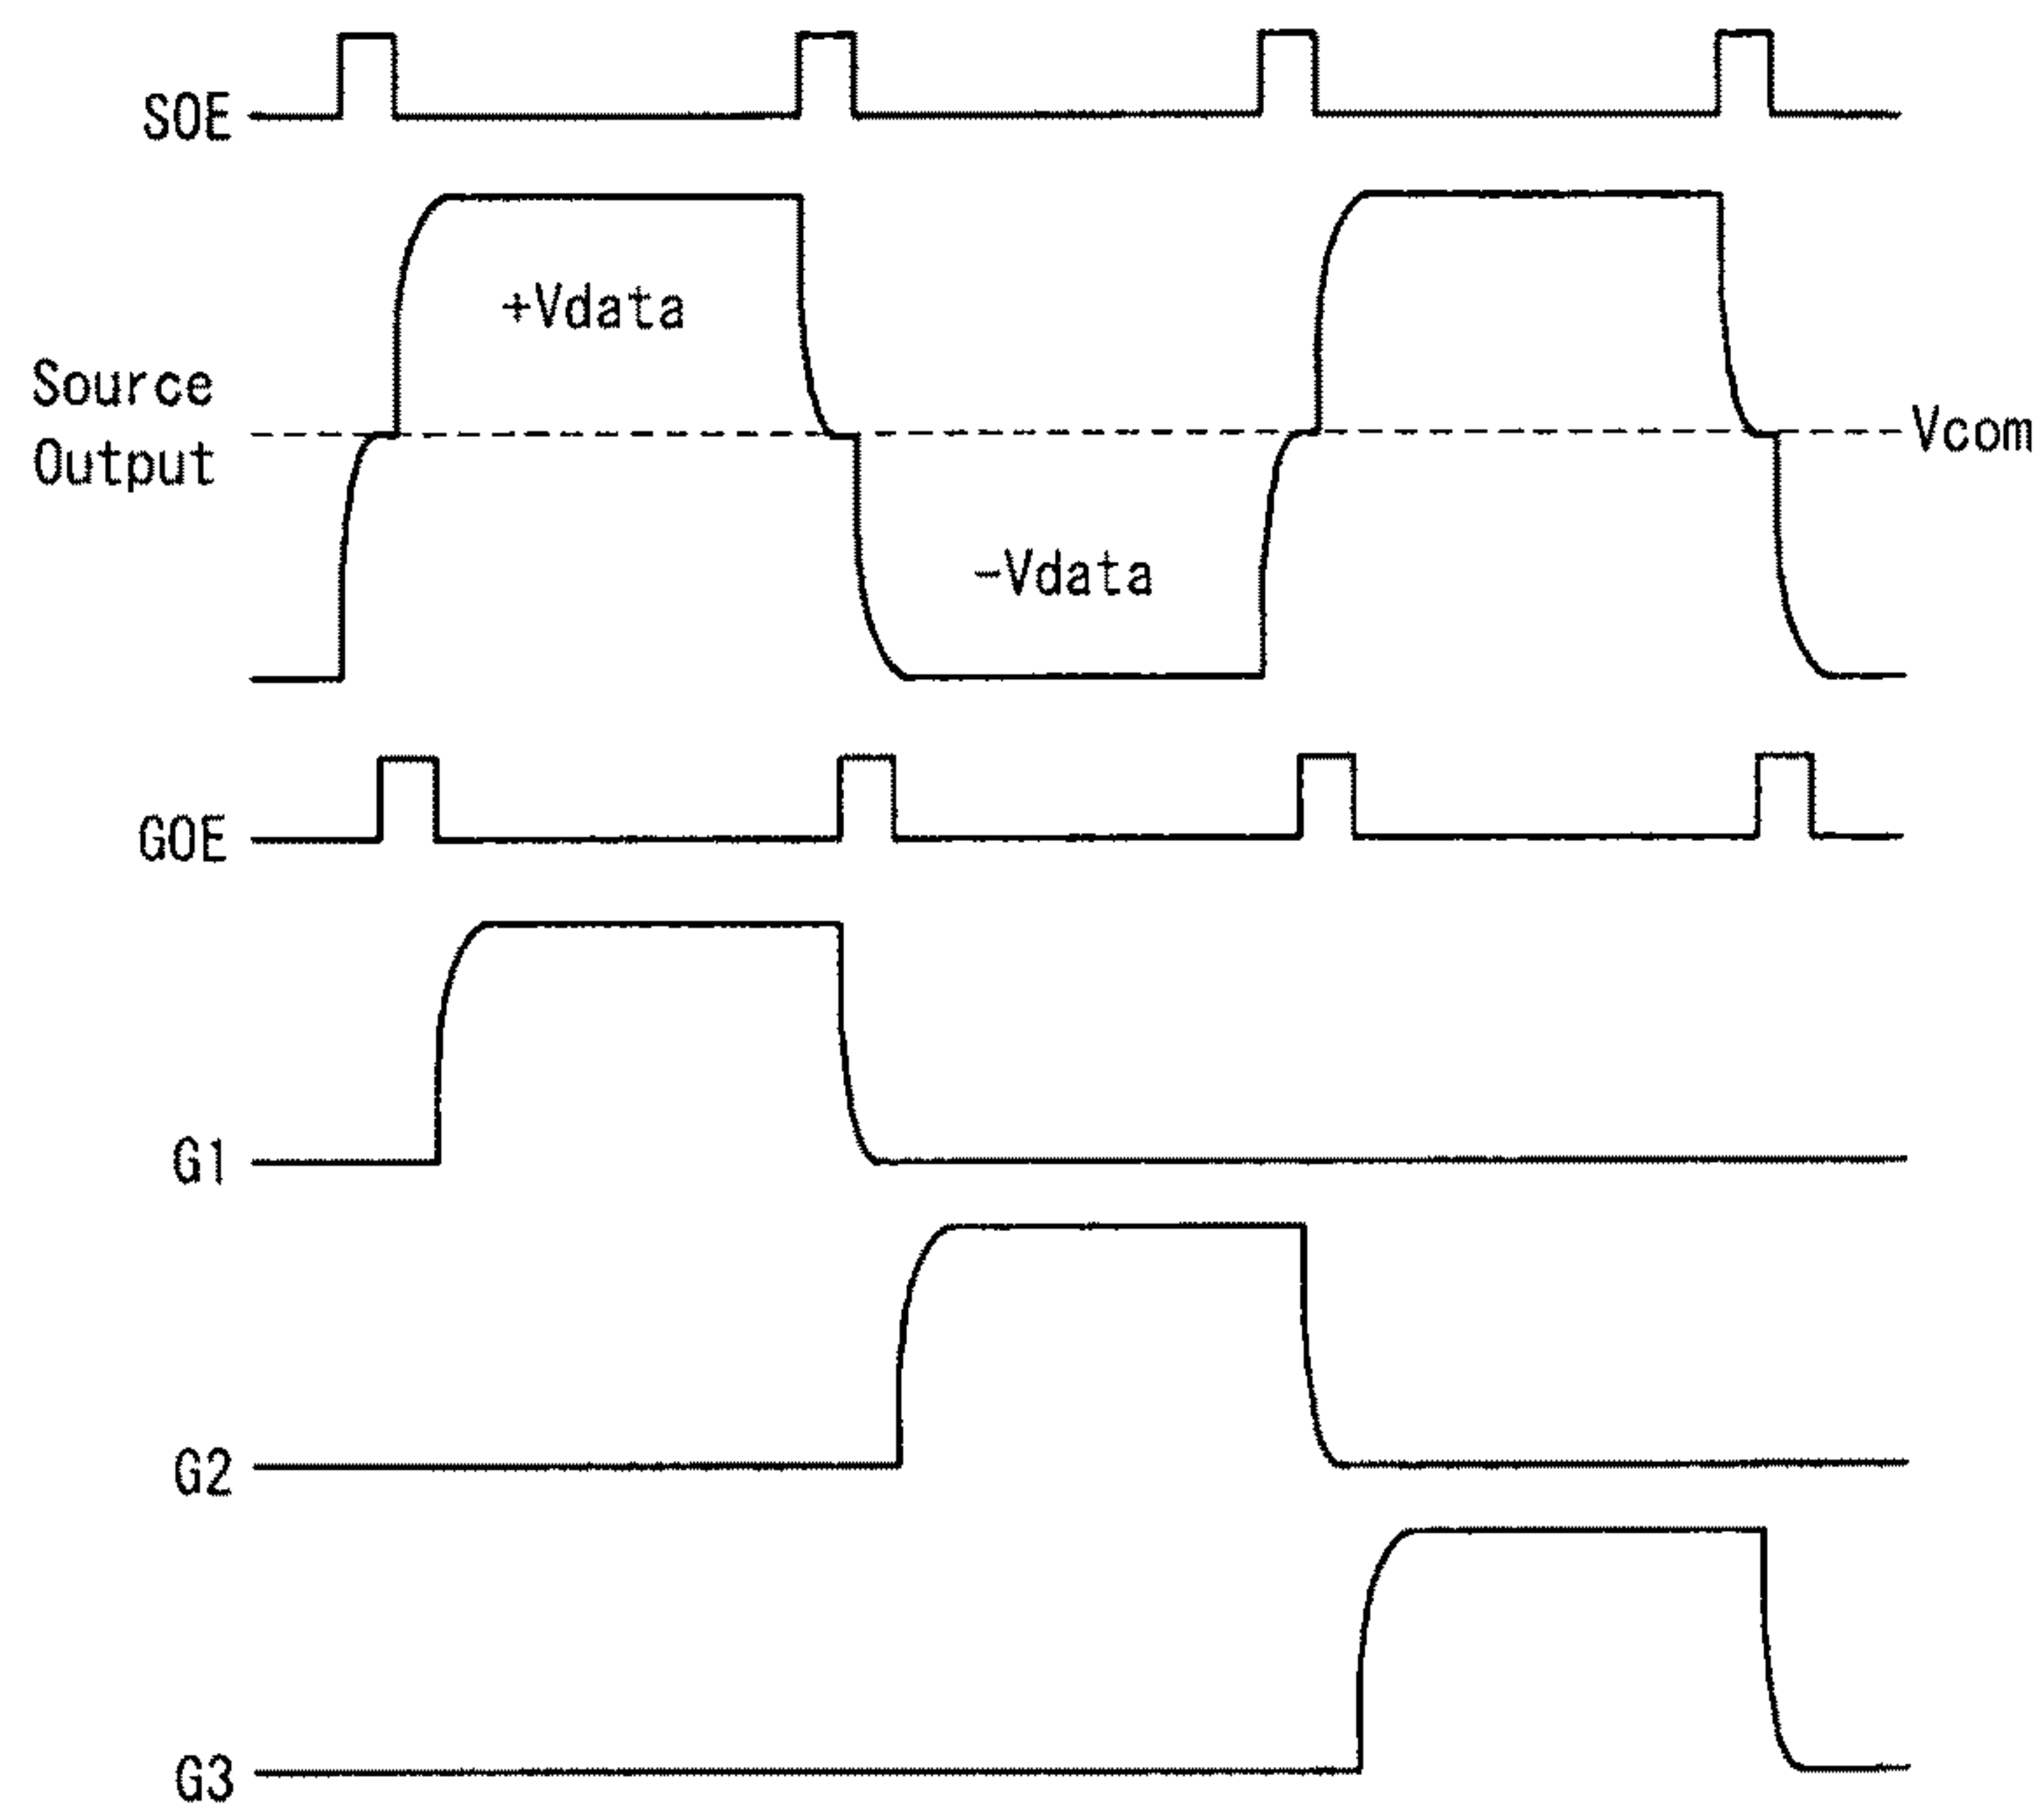 SOE
+Vdata
Source
Output
Vcom
-Vdata
GOE
G1
G2
G3